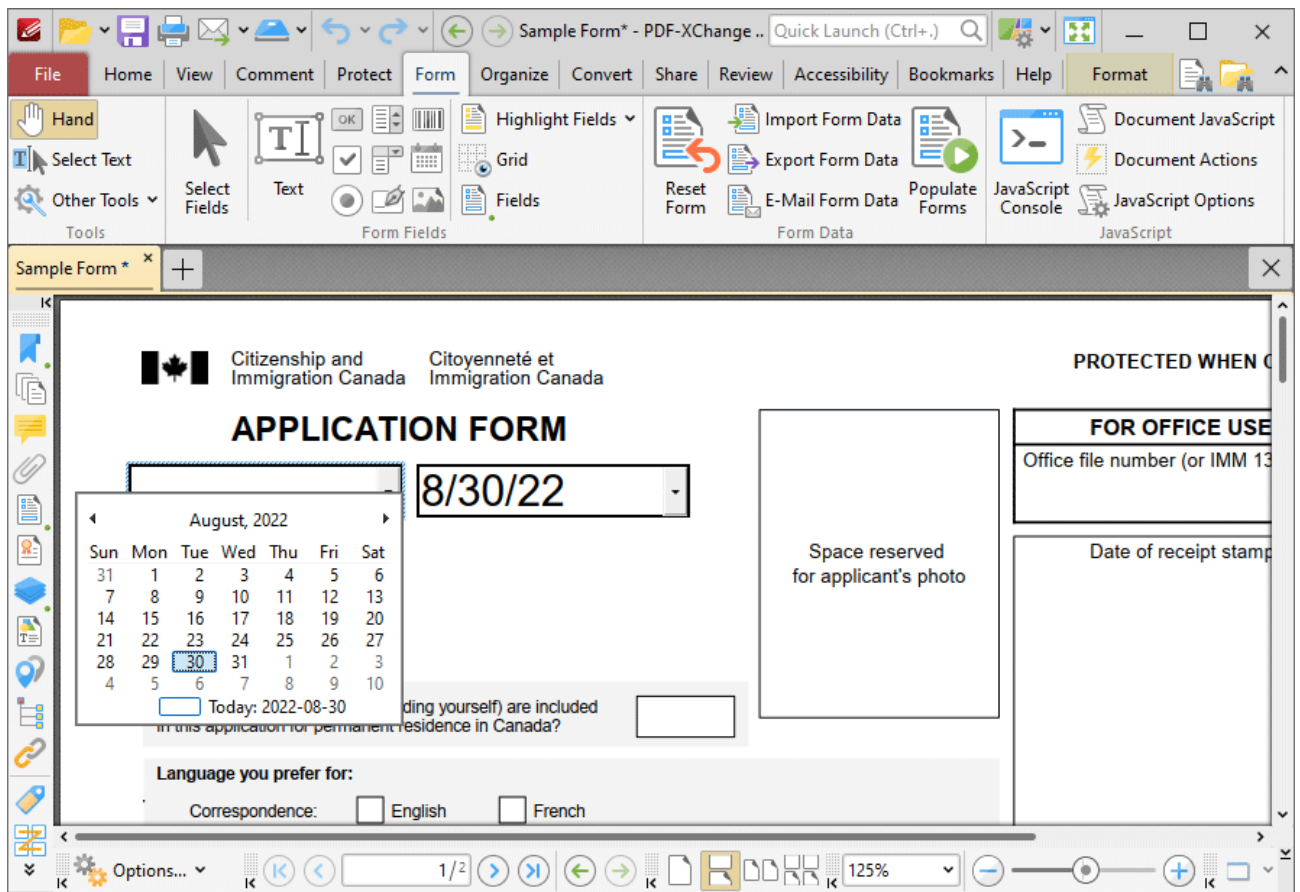 Sample Form* - PDF-XChange .. Quick Launch (Ctrl+.)
File Home View Comment Protect Form Organize Convert Share Review Accessibility Bookmarks Help Format
Hand
Select Text
Other Tools
Tools
Select Fields
Text
OK
Highlight Fields
Grid
Fields
Form Fields
Reset Form
Import Form Data
Export Form Data
E-Mail Form Data
Populate Forms
Form Data
JavaScript Console
Document JavaScript
Document Actions
JavaScript Options
JavaScript
Sample Form *
Citizenship and Immigration Canada
Citoyenneté et Immigration Canada
PROTECTED WHEN
APPLICATION FORM
8/30/22
FOR OFFICE USE
Office file number (or IMM 13
Space reserved
for applicant's photo
Date of receipt stamp
August, 2022
Sun Mon Tue Wed Thu Fri Sat
31 1 2 3 4 5 6
7 8 9 10 11 12 13
14 15 16 17 18 19 20
21 22 23 24 25 26 27
28 29 30 31 1 2 3
4 5 6 7 8 9 10
Today: 2022-08-30
ding yourself) are included
in this application for permanent residence in Canada?
Language you prefer for:
Correspondence: English French
Options... 1/2 125%